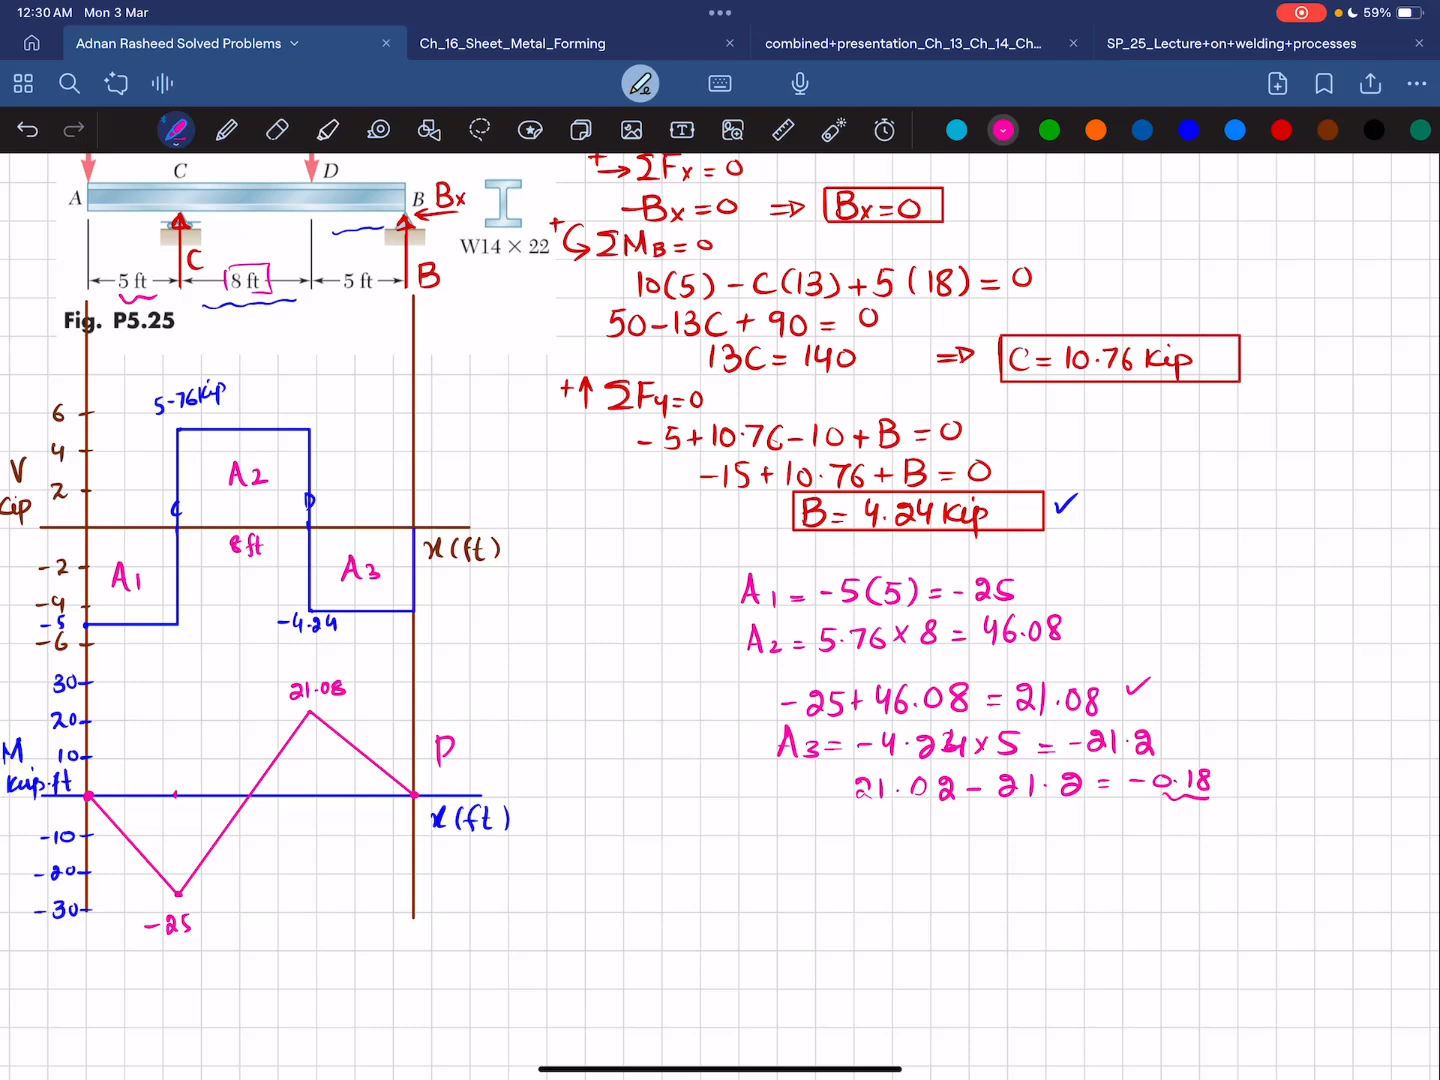 12:30 AM Mon 3 Mar
59%
Adnan Rasheed Solved Problems
Ch_16_Sheet_Metal_Forming
combined+presentation_Ch_13_Ch_14_Ch...
SP_25_Lecture+on+welding+processes
A
C
D
B
Bx
W14 × 22
C
B
5 ft
8 ft
5 ft
Fig. P5.25
+→ ΣFx = 0
-Bx = 0 ⇒ Bx = 0
+ ΣMB = 0
10(5) - C(13) + 5(18) = 0
50 - 13C + 90 = 0
13C = 140 ⇒ C = 10.76 kip
+↑ ΣFy = 0
-5 + 10.76 - 10 + B = 0
-15 + 10.76 + B = 0
B = 4.24 kip ✓
A1 = -5(5) = -25
A2 = 5.76 × 8 = 46.08
-25 + 46.08 = 21.08 ✓
A3 = -4.24 × 5 = -21.2
21.02 - 21.2 = -0.18
5.76 kip
V
kip
6
4
2
-2
-4
-5
-6
A1
A2
A3
C
D
8 ft
x (ft)
-4.24
M
kip.ft
30
20
10
-10
-20
-30
21.08
-25
D
x (ft)